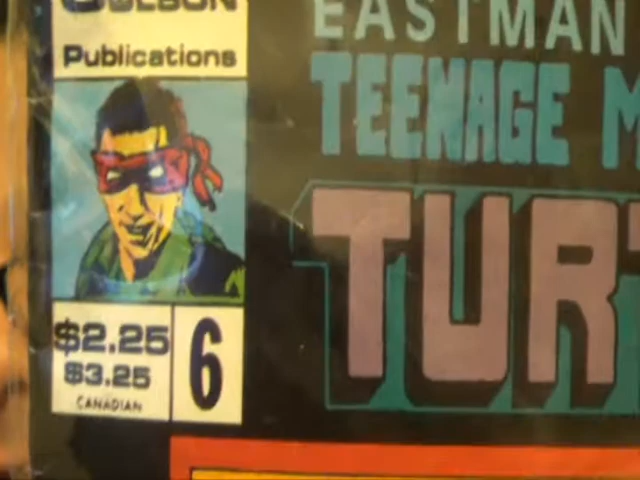 Publications
EASTMAN
TEENAGE M
TUR
$2.25
$3.25
CANADIAN
6